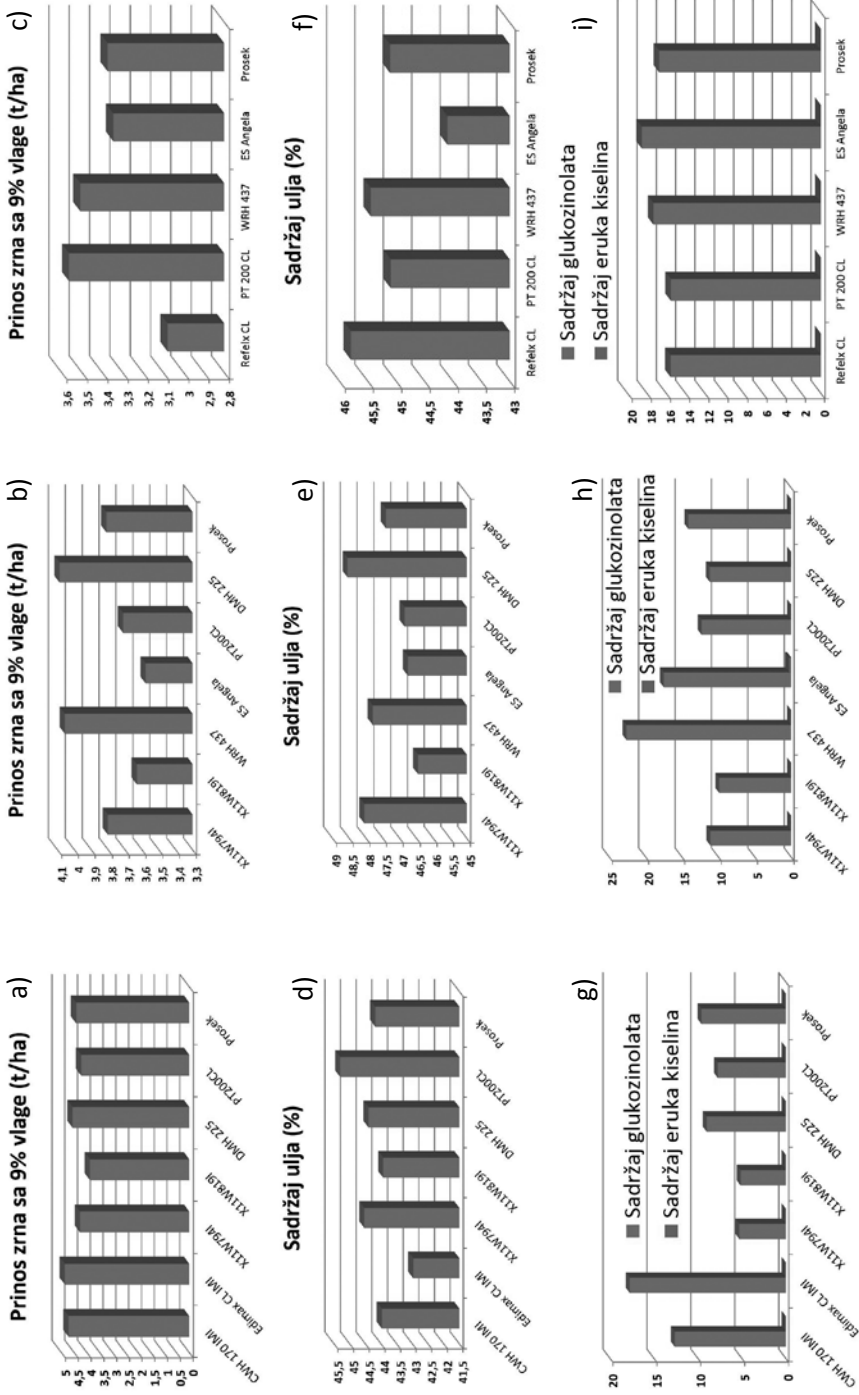 a)
Prinos zrna sa 9% vlage (t/ha)
5
4,5
4
3,5
3
2,5
2
1,5
1
0,5
0
CWH 170 IMI
Edimax CL IMI
X11W794I
X11W819I
DMH 225
PT200CL
Prosek
b)
Prinos zrna sa 9% vlage (t/ha)
4,1
4
3,9
3,8
3,7
3,6
3,5
3,4
3,3
X11W794I
X11W819I
WRH 437
ES Angela
PT200CL
DMH 225
Prosek
c)
Prinos zrna sa 9% vlage (t/ha)
3,6
3,5
3,4
3,3
3,2
3,1
3
2,9
2,8
Refelx CL
PT 200 CL
WRH 437
ES Angela
Prosek
d)
Sadržaj ulja (%)
45,5
45
44,5
44
43,5
43
42,5
42
41,5
CWH 170 IMI
Edimax CL IMI
X11W794I
X11W819I
DMH 225
PT200CL
Prosek
e)
Sadržaj ulja (%)
49
48,5
48
47,5
47
46,5
46
45,5
45
X11W794I
X11W819I
WRH 437
ES Angela
PT200CL
DMH 225
Prosek
f)
Sadržaj ulja (%)
46
45,5
45
44,5
44
43,5
43
Refelx CL
PT 200 CL
WRH 437
ES Angela
Prosek
g)
Sadržaj glukozinolata
Sadržaj eruka kiselina
20
15
10
5
0
CWH 170 IMI
Edimax CL IMI
X11W794I
X11W819I
DMH 225
PT200CL
Prosek
h)
Sadržaj glukozinolata
Sadržaj eruka kiselina
25
20
15
10
5
0
X11W794I
X11W819I
WRH 437
ES Angela
PT200CL
DMH 225
Prosek
i)
Sadržaj glukozinolata
Sadržaj eruka kiselina
20
18
16
14
12
10
8
6
4
2
0
Refelx CL
PT 200 CL
WRH 437
ES Angela
Prosek